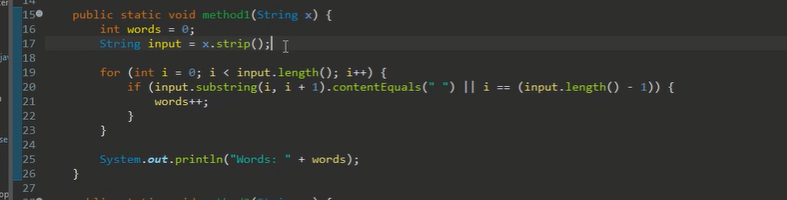 14
15 public static void method1(String x) {
16 int words = 0;
17 String input = x.strip();
18
19 for (int i = 0; i < input.length(); i++) {
20 if (input.substring(i, i + 1).contentEquals(" ") || i == (input.length() - 1)) {
21 words++;
22 }
23 }
24
25 System.out.println("Words: " + words);
26 }
27